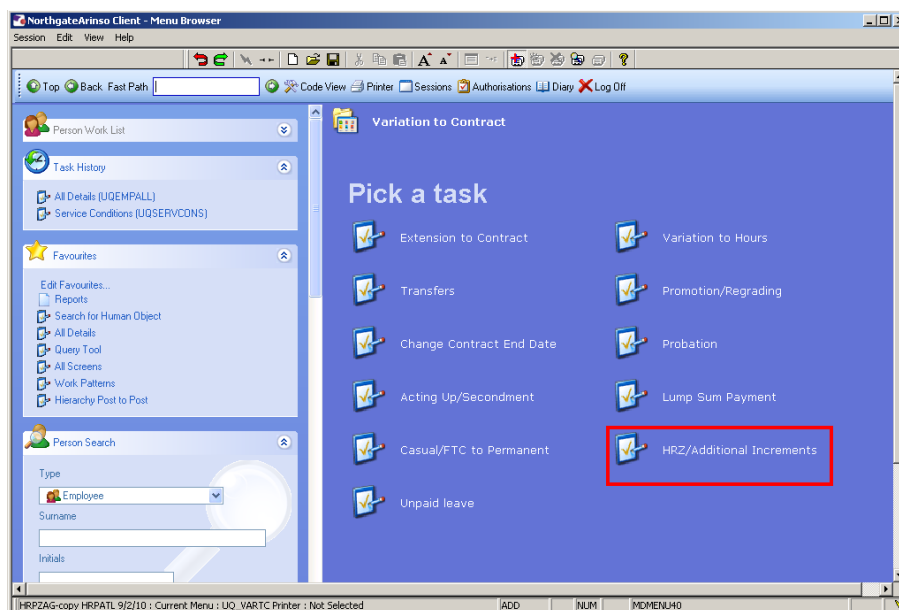 NorthgateArinso Client - Menu Browser
Session Edit View Help
Top Back Fast Path Code View Printer Sessions Authorisations Diary Log Off
Person Work List
Task History
All Details (UQEMPALL)
Service Conditions (UQSERVCONS)
Favourites
Edit Favourites...
Reports
Search for Human Object
All Details
Query Tool
All Screens
Work Patterns
Hierarchy Post to Post
Person Search
Type
Employee
Surname
Initials
Variation to Contract
Pick a task
Extension to Contract
Variation to Hours
Transfers
Promotion/Regrading
Change Contract End Date
Probation
Acting Up/Secondment
Lump Sum Payment
Casual/FTC to Permanent
HRZ/Additional Increments
Unpaid leave
HRPZAG-copy HRPATL 9/2/10 : Current Menu : UQ_VARTC Printer : Not Selected ADD NUM MDMENU40